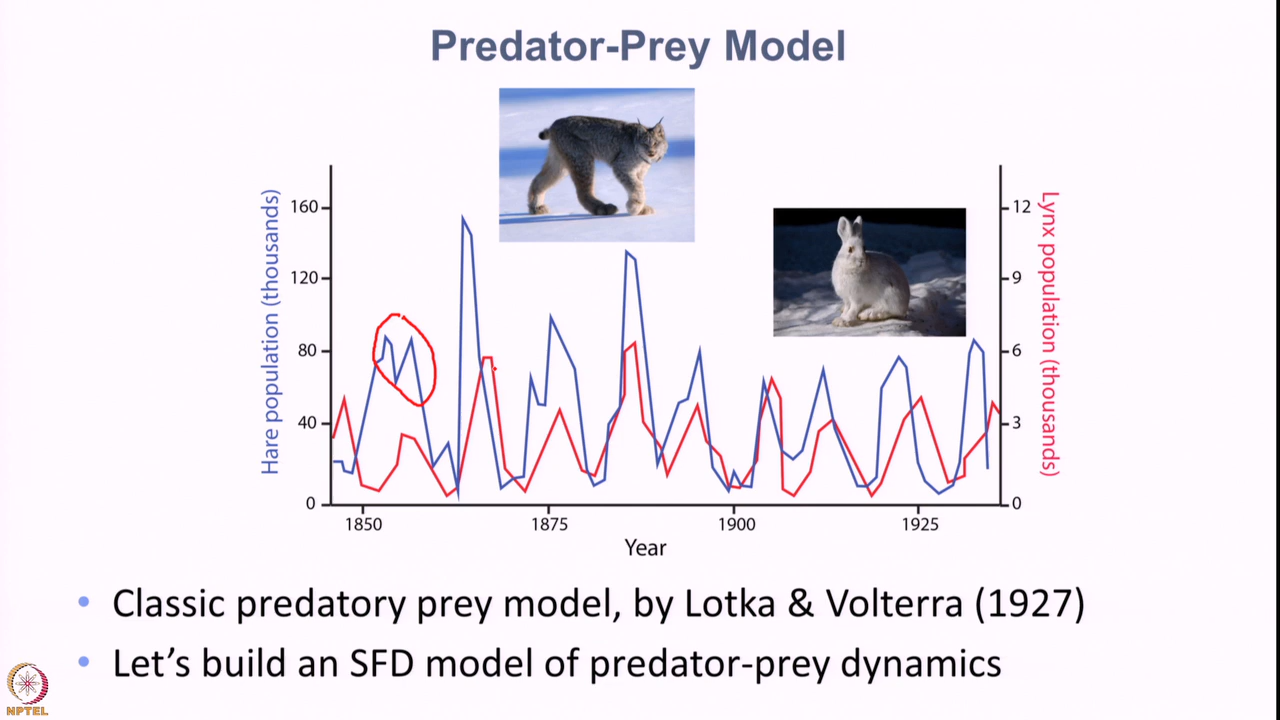 Predator-Prey Model
Hare population (thousands)
160
120
80
40
0
Lynx population (thousands)
12
9
6
3
0
1850
1875
1900
1925
Year
• Classic predatory prey model, by Lotka & Volterra (1927)
• Let’s build an SFD model of predator-prey dynamics
NPTEL